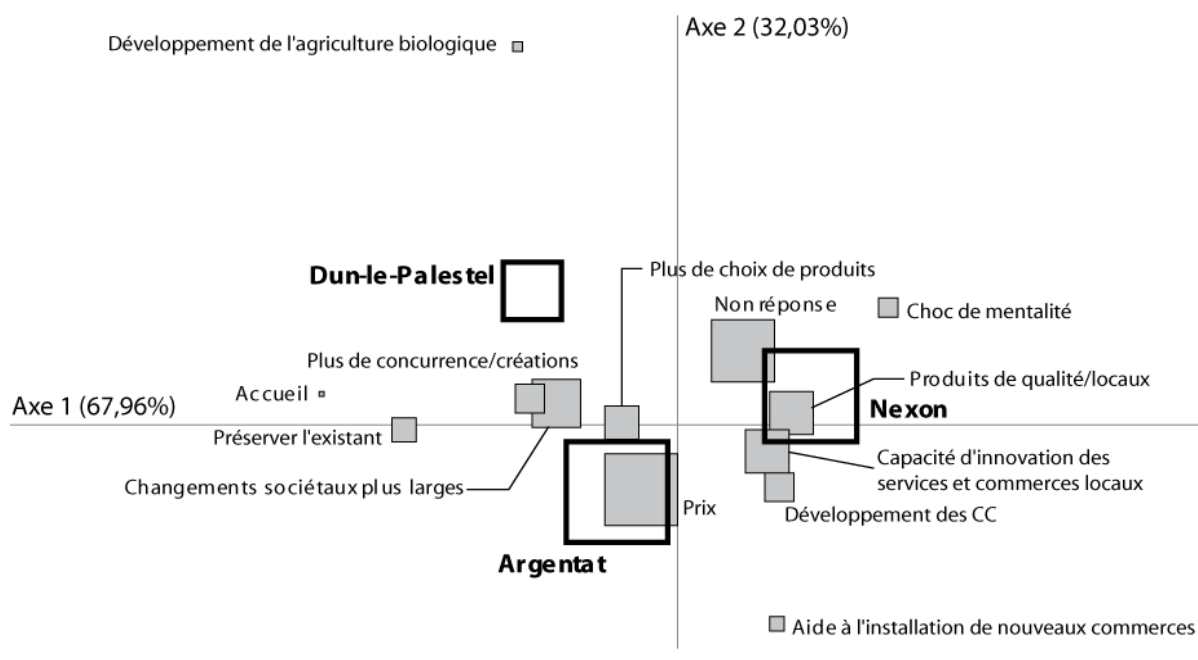 Axe 2 (32,03%)
Développement de l'agriculture biologique
Dun-le-Palestel
Plus de choix de produits
Non réponse
Choc de mentalité
Plus de concurrence/créations
Accueil
Produits de qualité/locaux
Axe 1 (67,96%)
Nexon
Préserver l'existant
Capacité d'innovation des
services et commerces locaux
Changements sociétaux plus larges
Prix
Développement des CC
Argentat
Aide à l'installation de nouveaux commerces